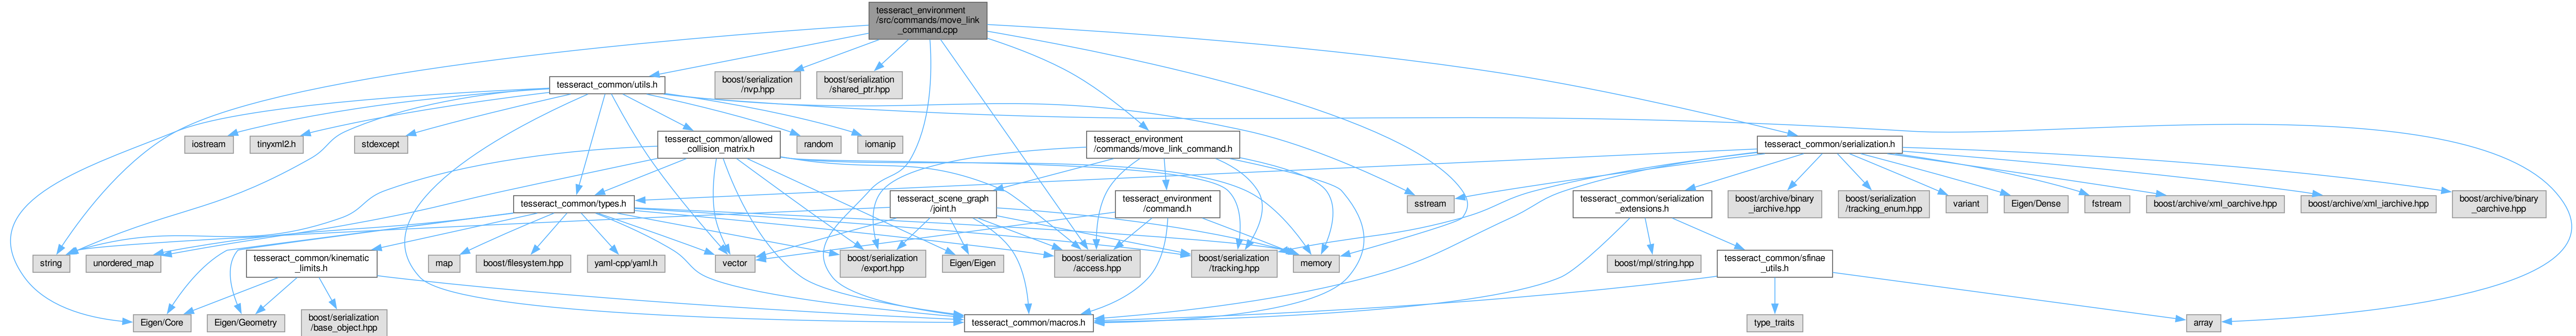 tesseract_environment
/src/commands/move_link
_command.cpp
tesseract_common/utils.h
boost/serialization
/nvp.hpp
boost/serialization
/shared_ptr.hpp
iostream
tinyxml2.h
stdexcept
tesseract_common/allowed
_collision_matrix.h
random
iomanip
tesseract_environment
/commands/move_link_command.h
tesseract_common/serialization.h
tesseract_common/types.h
tesseract_scene_graph
/joint.h
tesseract_environment
/command.h
sstream
tesseract_common/serialization
_extensions.h
boost/archive/binary
_iarchive.hpp
boost/serialization
/tracking_enum.hpp
variant
Eigen/Dense
fstream
boost/archive/xml_oarchive.hpp
boost/archive/xml_iarchive.hpp
boost/archive/binary
_oarchive.hpp
string
unordered_map
tesseract_common/kinematic
_limits.h
map
boost/filesystem.hpp
yaml-cpp/yaml.h
vector
boost/serialization
/export.hpp
Eigen/Eigen
boost/serialization
/access.hpp
boost/serialization
/tracking.hpp
memory
boost/mpl/string.hpp
tesseract_common/sfinae
_utils.h
Eigen/Core
Eigen/Geometry
boost/serialization
/base_object.hpp
tesseract_common/macros.h
type_traits
array